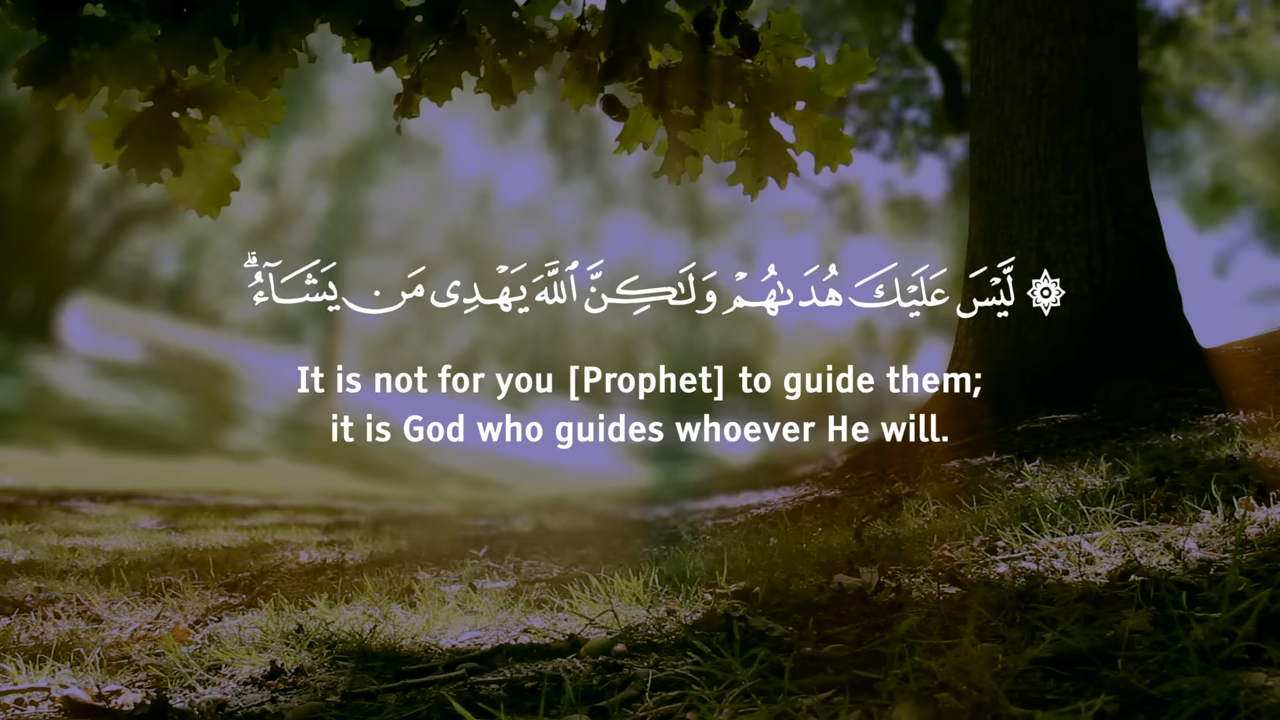 ۞ لَّيْسَ عَلَيْكَ هُدَىٰهُمْ وَلَـٰكِنَّ ٱللَّهَ يَهْدِى مَن يَشَآءُ ۗ
It is not for you [Prophet] to guide them;
it is God who guides whoever He will.